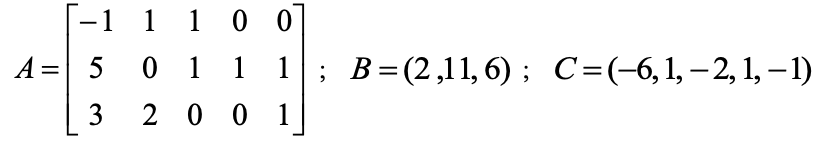 A = [ −1 1 1 0 0
5 0 1 1 1
3 2 0 0 1 ] ; B = (2 ,11, 6) ; C = (−6, 1, − 2, 1, −1)